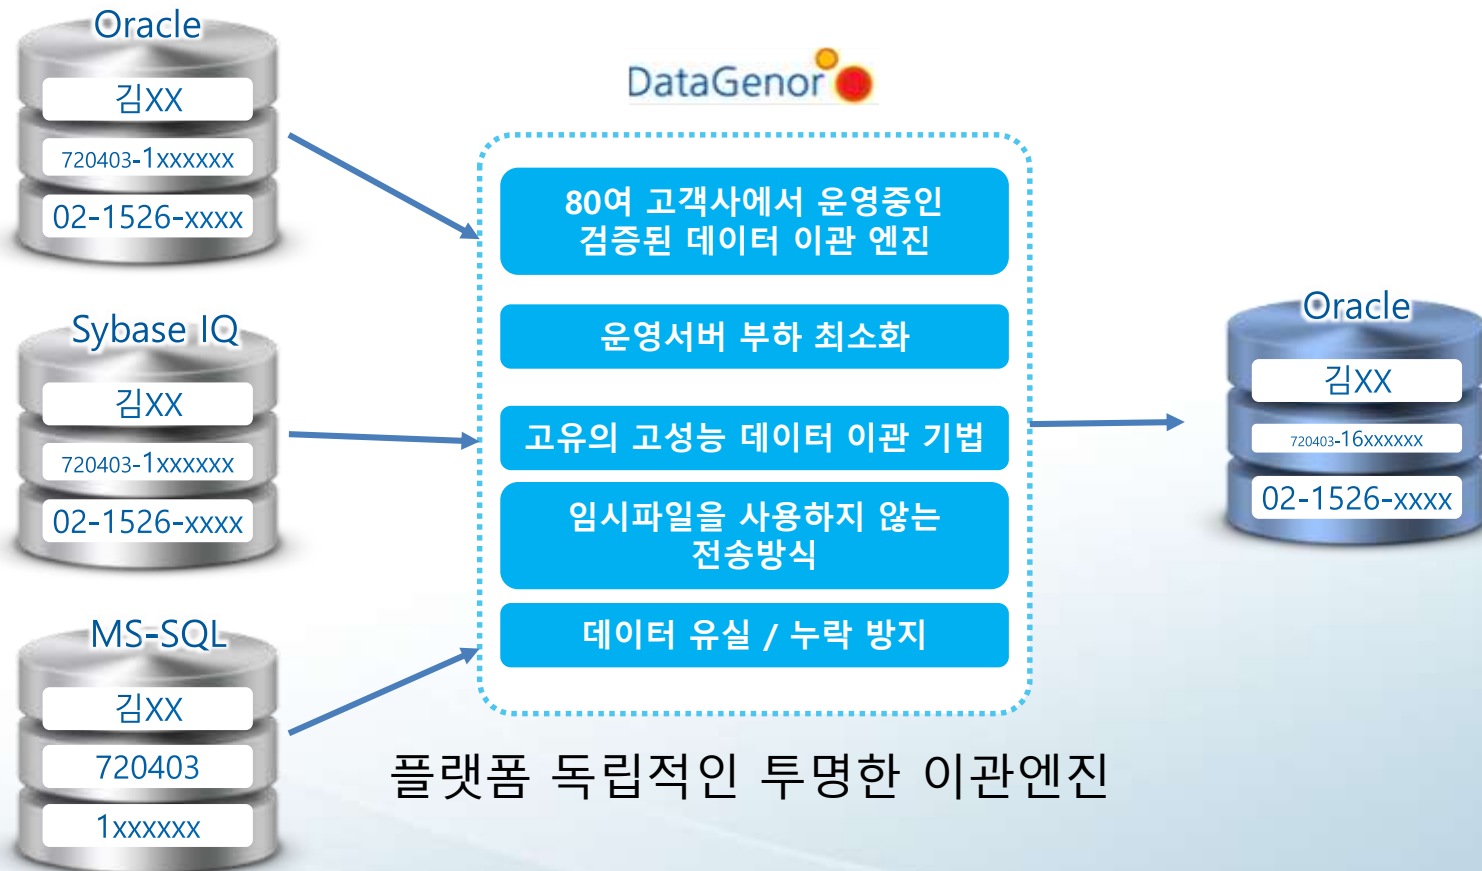 Oracle
김XX
720403-1xxxxxx
02-1526-xxxx
Sybase IQ
김XX
720403-1xxxxxx
02-1526-xxxx
MS-SQL
김XX
720403
1xxxxxx
DataGenor
80여 고객사에서 운영중인
검증된 데이터 이관 엔진
운영서버 부하 최소화
고유의 고성능 데이터 이관 기법
임시파일을 사용하지 않는
전송방식
데이터 유실 / 누락 방지
플랫폼 독립적인 투명한 이관엔진
Oracle
김XX
720403-16xxxxxx
02-1526-xxxx